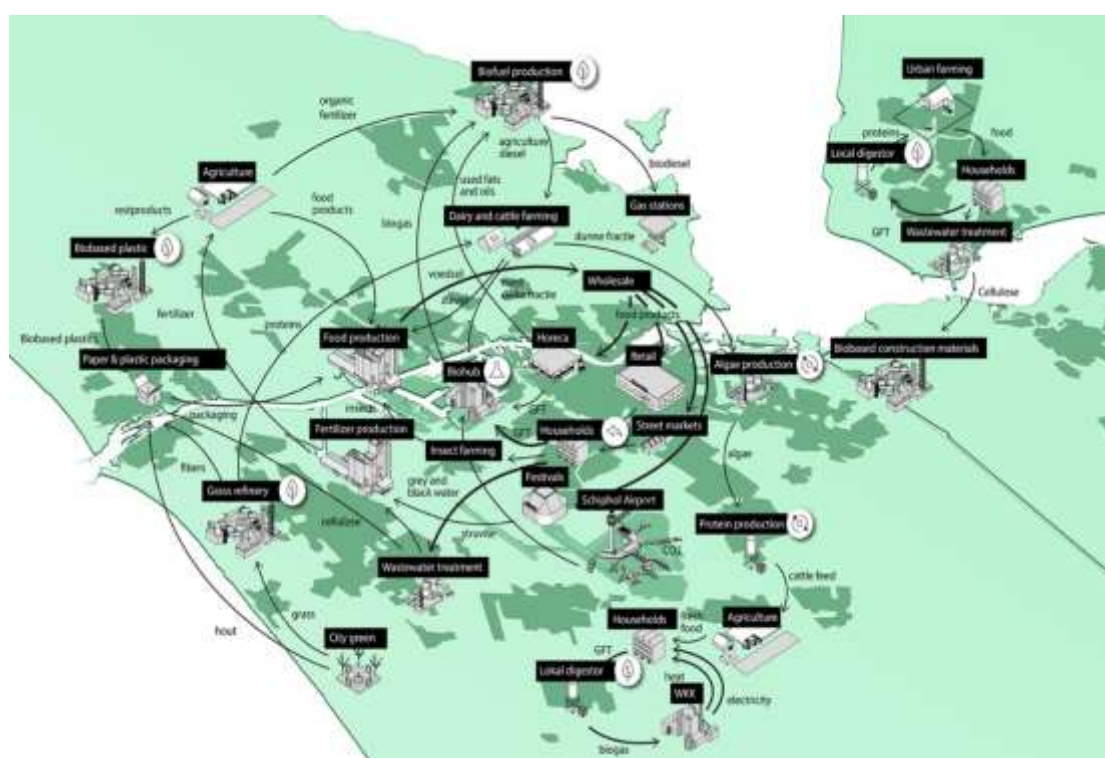 Biofuel production
Urban farming
organic
fertilizer
agriculture
diesel
proteins
food
Local digestor
biodesel
Households
Agriculture
used fats
and oils
food
products
Gas stations
restproducts
Dairy and cattle farming
GFT
Wastewater treatment
biogas
dunne fractie
Biobased plastic
voedsel
Wholesale
Cellulose
fertilizer
proteins
food products
Food production
Horeca
Biobased plastics
Retail
Algae production
Biobased construction materials
Paper & plastic packaging
Biohub
packaging
insects
GFT
Fertilizer production
GFT
Households
Street markets
Insect farming
algae
fibers
grey and
black water
Festivals
Grass refinery
Schiphol Airport
cellulose
Protein production
struvite
CO2
Wastewater treatment
cattle feed
grass
Households
Agriculture
hout
City green
food
GFT
Lokal digestor
heat
WKK
electricity
biogas